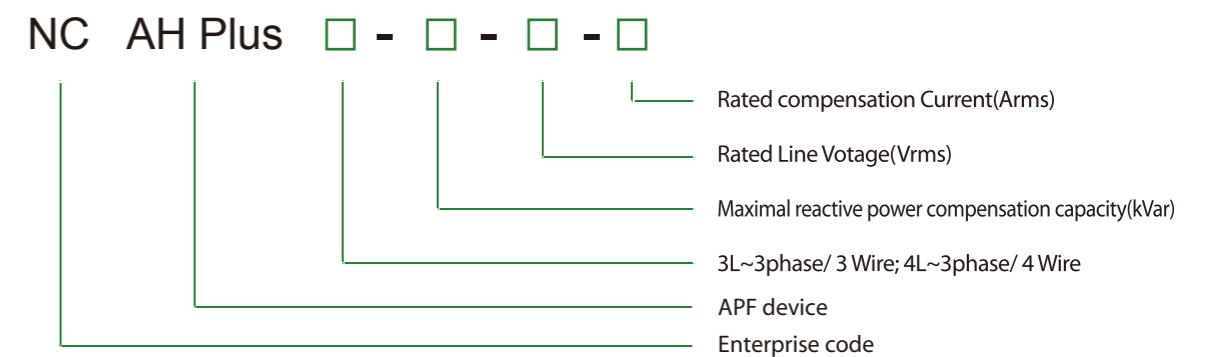 NC AH Plus □ - □ - □ - □
Rated compensation Current(Arms)
Rated Line Votage(Vrms)
Maximal reactive power compensation capacity(kVar)
3L~3phase/ 3 Wire; 4L~3phase/ 4 Wire
APF device
Enterprise code